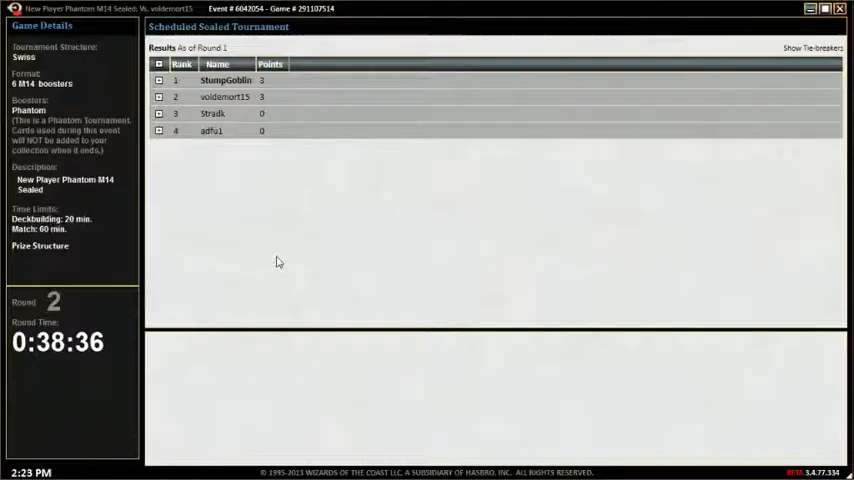 New Player Phantom M14 Sealed: Vs. voldemort15 Event # 6042054 - Game # 291107514
Game Details
Tournament Structure:
Swiss
Format:
6 M14 boosters
Boosters:
Phantom
(This is a Phantom Tournament.
Cards used during this event
will NOT be added to your
collection when it ends.)
Description:
New Player Phantom M14
Sealed
Time Limits:
Deckbuilding: 20 min.
Match: 60 min.
Prize Structure
Round 2
Round Time:
0:38:36
2:23 PM
Scheduled Sealed Tournament
Results As of Round 1 Show Tie-breakers
Rank Name Points
1 StumpGoblin 3
2 voldemort15 3
3 Stradk 0
4 adfu1 0
© 1995-2013 WIZARDS OF THE COAST LLC, A SUBSIDIARY OF HASBRO, INC. ALL RIGHTS RESERVED.
BETA 3.4.77.334